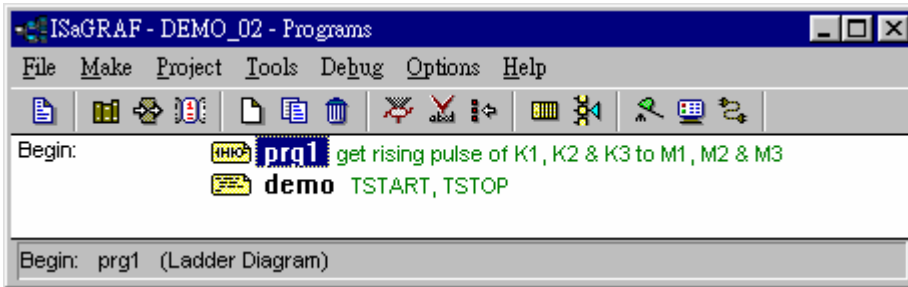 ISaGRAF - DEMO_02 - Programs
File Make Project Tools Debug Options Help
Begin: prg1 get rising pulse of K1, K2 & K3 to M1, M2 & M3
demo TSTART, TSTOP
Begin: prg1 (Ladder Diagram)